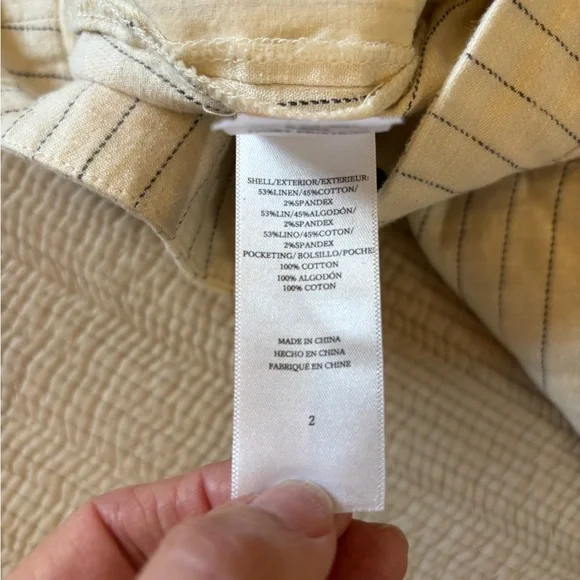 SHELL/EXTERIOR/EXTERIEUR:
53%LINEN/45%COTTON/
2%SPANDEX
53%LIN/45%ALGODÓN/
2%SPANDEX
53%LINO/45%COTON/
2%SPANDEX
POCKETING/BOLSILLO/POCHE
100% COTTON
100% ALGODÓN
100% COTON
MADE IN CHINA
HECHO EN CHINA
FABRIQUÉ EN CHINE
2